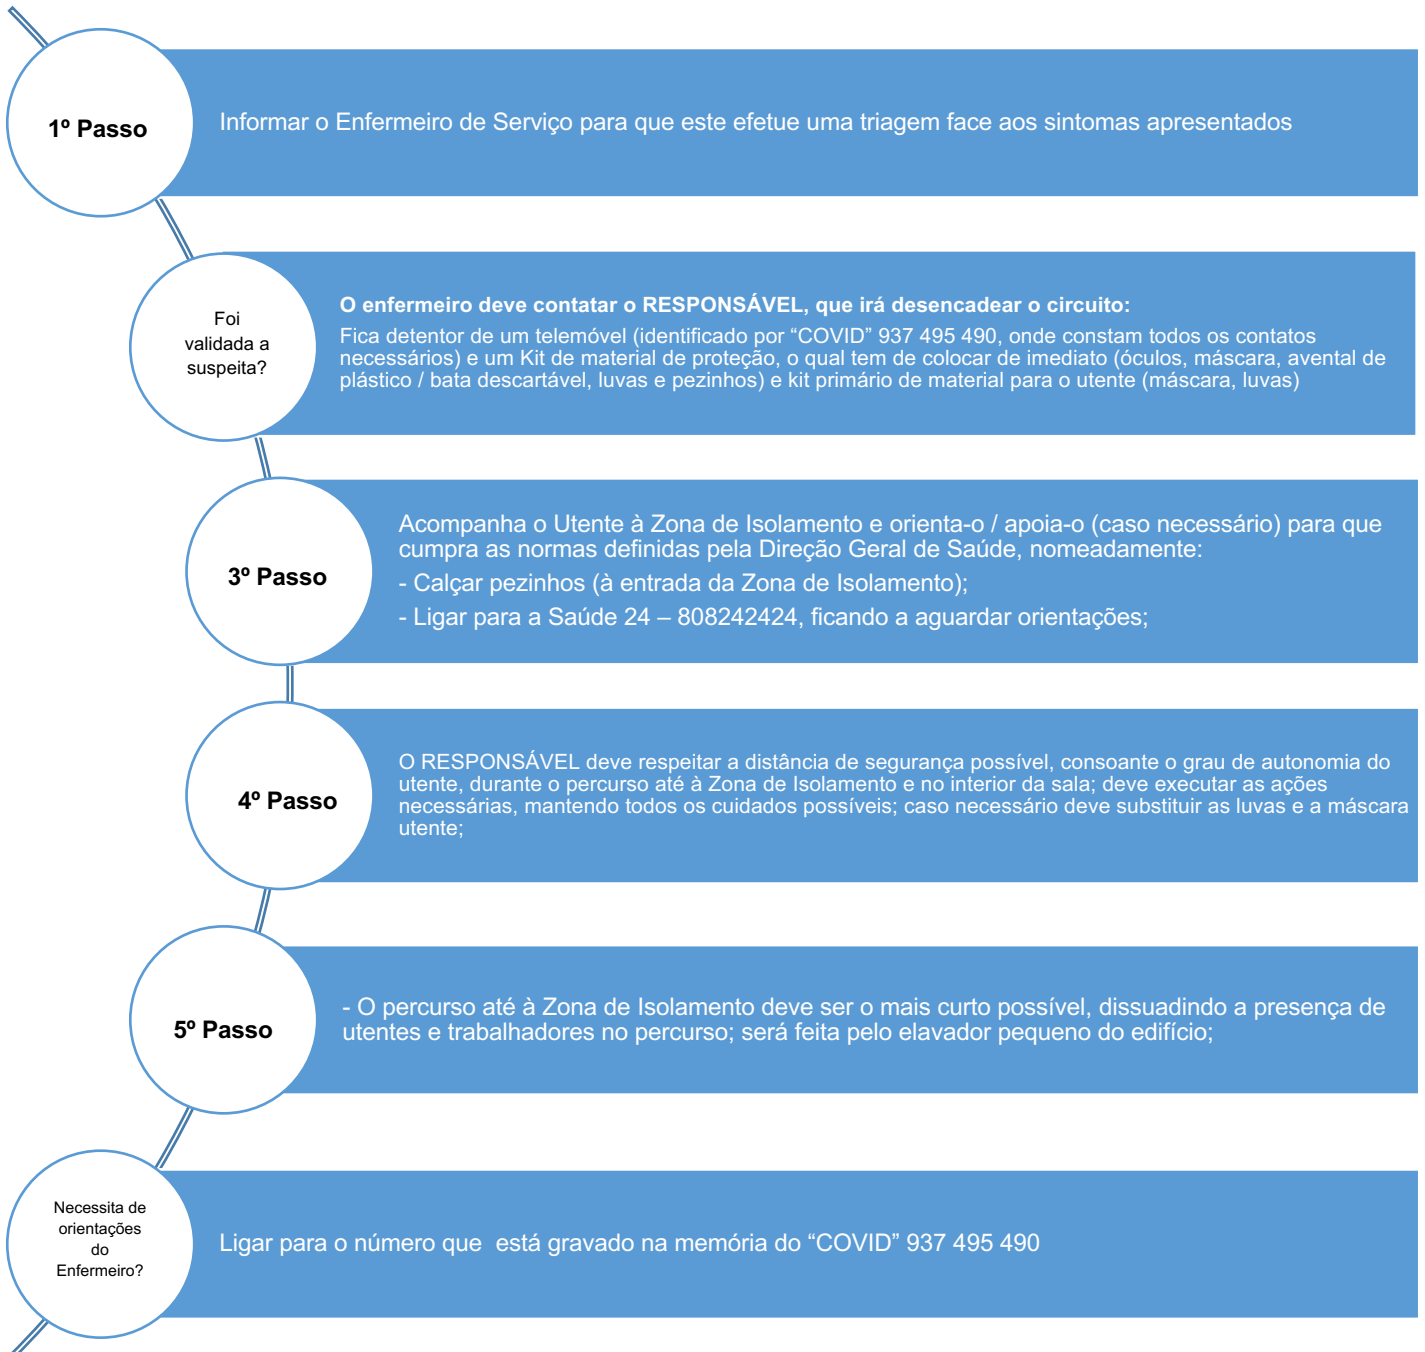 1º Passo
Informar o Enfermeiro de Serviço para que este efetue uma triagem face aos sintomas apresentados
Foi
validada a
suspeita?
O enfermeiro deve contatar o RESPONSÁVEL, que irá desencadear o circuito:
Fica detentor de um telemóvel (identificado por “COVID” 937 495 490, onde constam todos os contatos
necessários) e um Kit de material de proteção, o qual tem de colocar de imediato (óculos, máscara, avental de
plástico / bata descartável, luvas e pezinhos) e kit primário de material para o utente (máscara, luvas)
3º Passo
Acompanha o Utente à Zona de Isolamento e orienta-o / apoia-o (caso necessário) para que
cumpra as normas definidas pela Direção Geral de Saúde, nomeadamente:
- Calçar pezinhos (à entrada da Zona de Isolamento);
- Ligar para a Saúde 24 – 808242424, ficando a aguardar orientações;
4º Passo
O RESPONSÁVEL deve respeitar a distância de segurança possível, consoante o grau de autonomia do
utente, durante o percurso até à Zona de Isolamento e no interior da sala; deve executar as ações
necessárias, mantendo todos os cuidados possíveis; caso necessário deve substituir as luvas e a máscara
utente;
5º Passo
- O percurso até à Zona de Isolamento deve ser o mais curto possível, dissuadindo a presença de
utentes e trabalhadores no percurso; será feita pelo elavador pequeno do edifício;
Necessita de
orientações
do
Enfermeiro?
Ligar para o número que  está gravado na memória do “COVID” 937 495 490